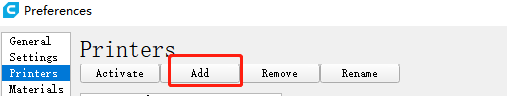 Preferences
General
Settings
Printers
Materials
Printers
Activate Add Remove Rename